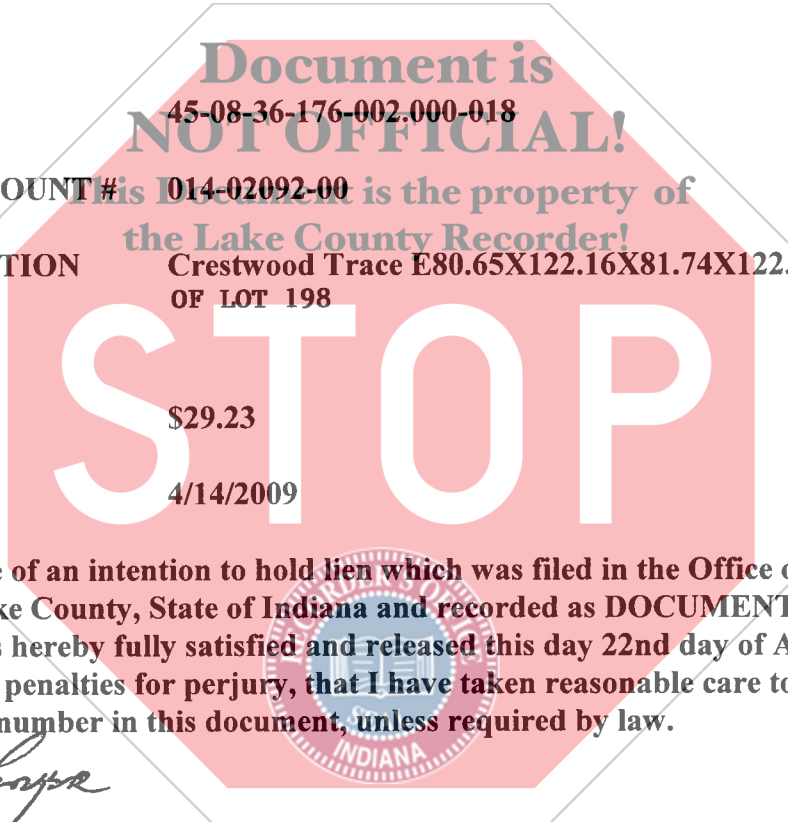 Document is
45-08-36-176-002.000-018
NOT OFFICIAL!
OUNT # 014-02092-00
This Document is the property of
the Lake County Recorder!
TION Crestwood Trace E80.65X122.16X81.74X122.
OF LOT 198
STOP
$29.23
4/14/2009
of an intention to hold lien which was filed in the Office o
ke County, State of Indiana and recorded as DOCUMENT
s hereby fully satisfied and released this day 22nd day of A
penalties for perjury, that I have taken reasonable care to
number in this document, unless required by law.
RECORDER'S OFFICE
SEAL
INDIANA